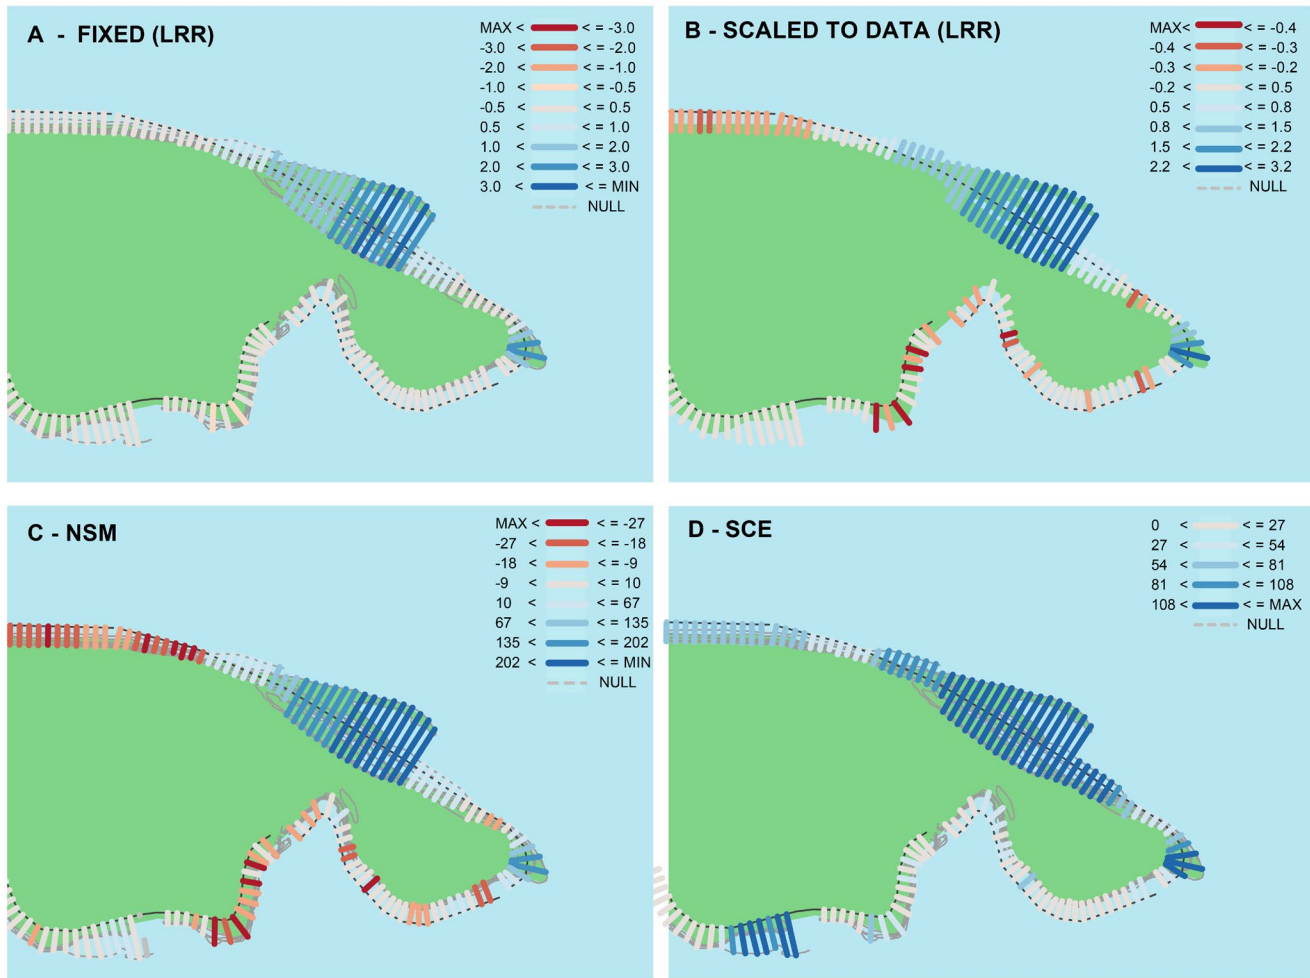 A - FIXED (LRR)
MAX < <= -3.0
-3.0 < <= -2.0
-2.0 < <= -1.0
-1.0 < <= -0.5
-0.5 < <= 0.5
0.5 < <= 1.0
1.0 < <= 2.0
2.0 < <= 3.0
3.0 < <= MIN
NULL
B - SCALED TO DATA (LRR)
MAX< <= -0.4
-0.4 < <= -0.3
-0.3 < <= -0.2
-0.2 < <= 0.5
0.5 < <= 0.8
0.8 < <= 1.5
1.5 < <= 2.2
2.2 < <= 3.2
NULL
C - NSM
MAX < <= -27
-27 < <= -18
-18 < <= -9
-9 < <= 10
10 < <= 67
67 < <= 135
135 < <= 202
202 < <= MIN
NULL
D - SCE
0 < <= 27
27 < <= 54
54 < <= 81
81 < <= 108
108 < <= MAX
NULL